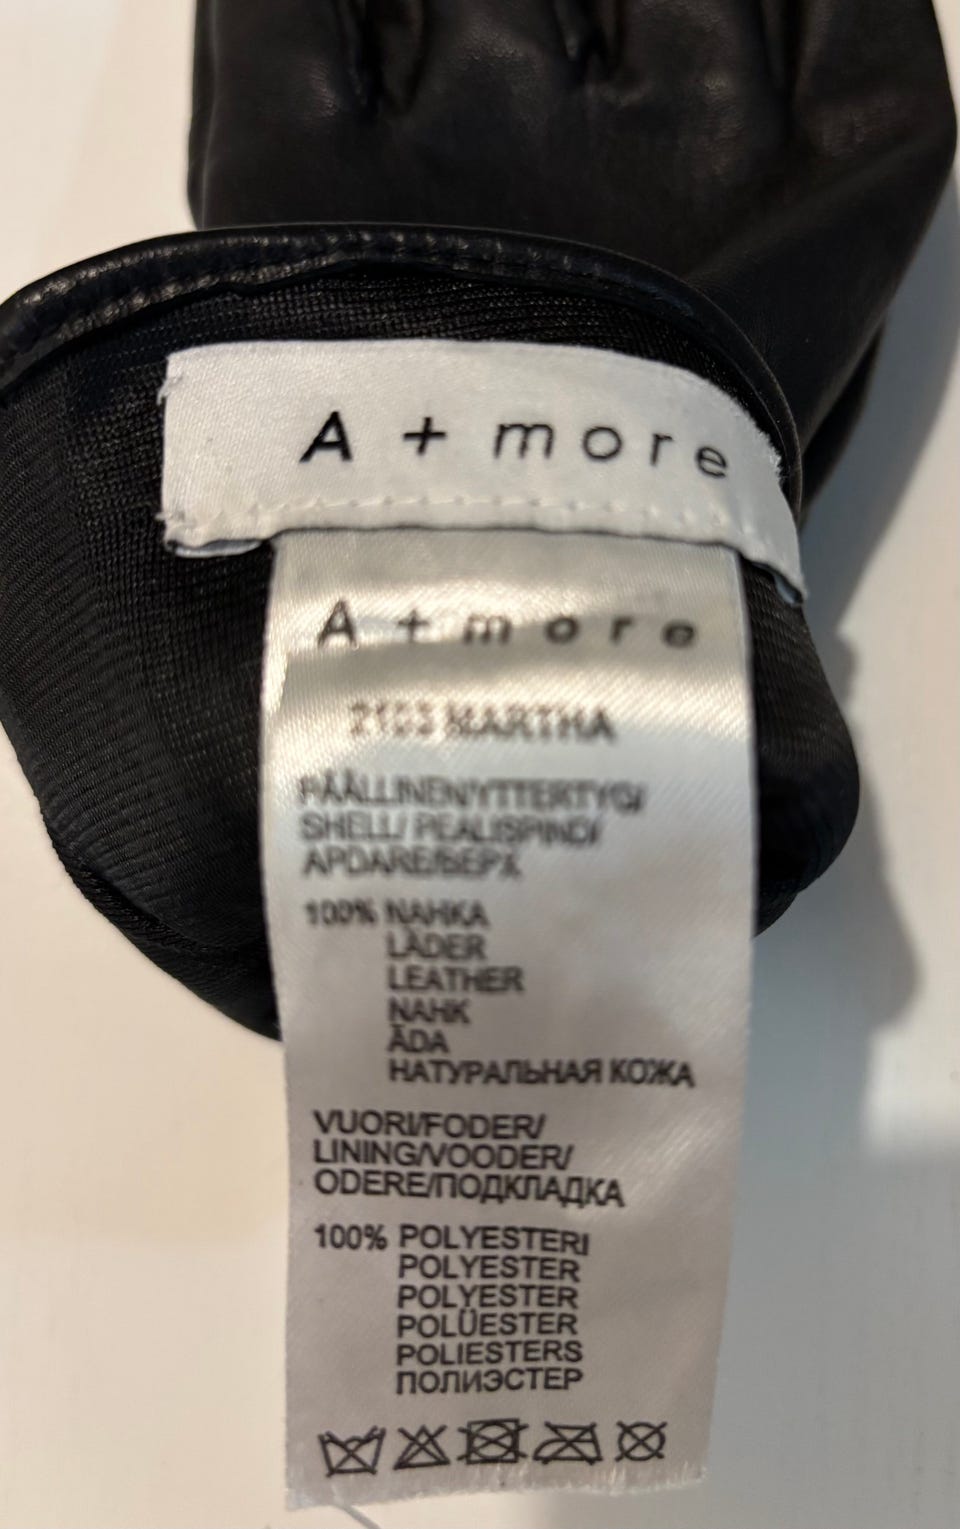 A + more
A + more
2103 MARTHA
PÄÄLLINEN/YTTERTYG/
SHELL/ PEALISPIND/
APDARE/ВЕРХ
100% NAHKA
LÄDER
LEATHER
NAHK
ĀDA
НАТУРАЛЬНАЯ КОЖА
VUORI/FODER/
LINING/VOODER/
ODERE/ПОДКЛАДКА
100% POLYESTERI
POLYESTER
POLYESTER
POLÜESTER
POLIESTERS
ПОЛИЭСТЕР